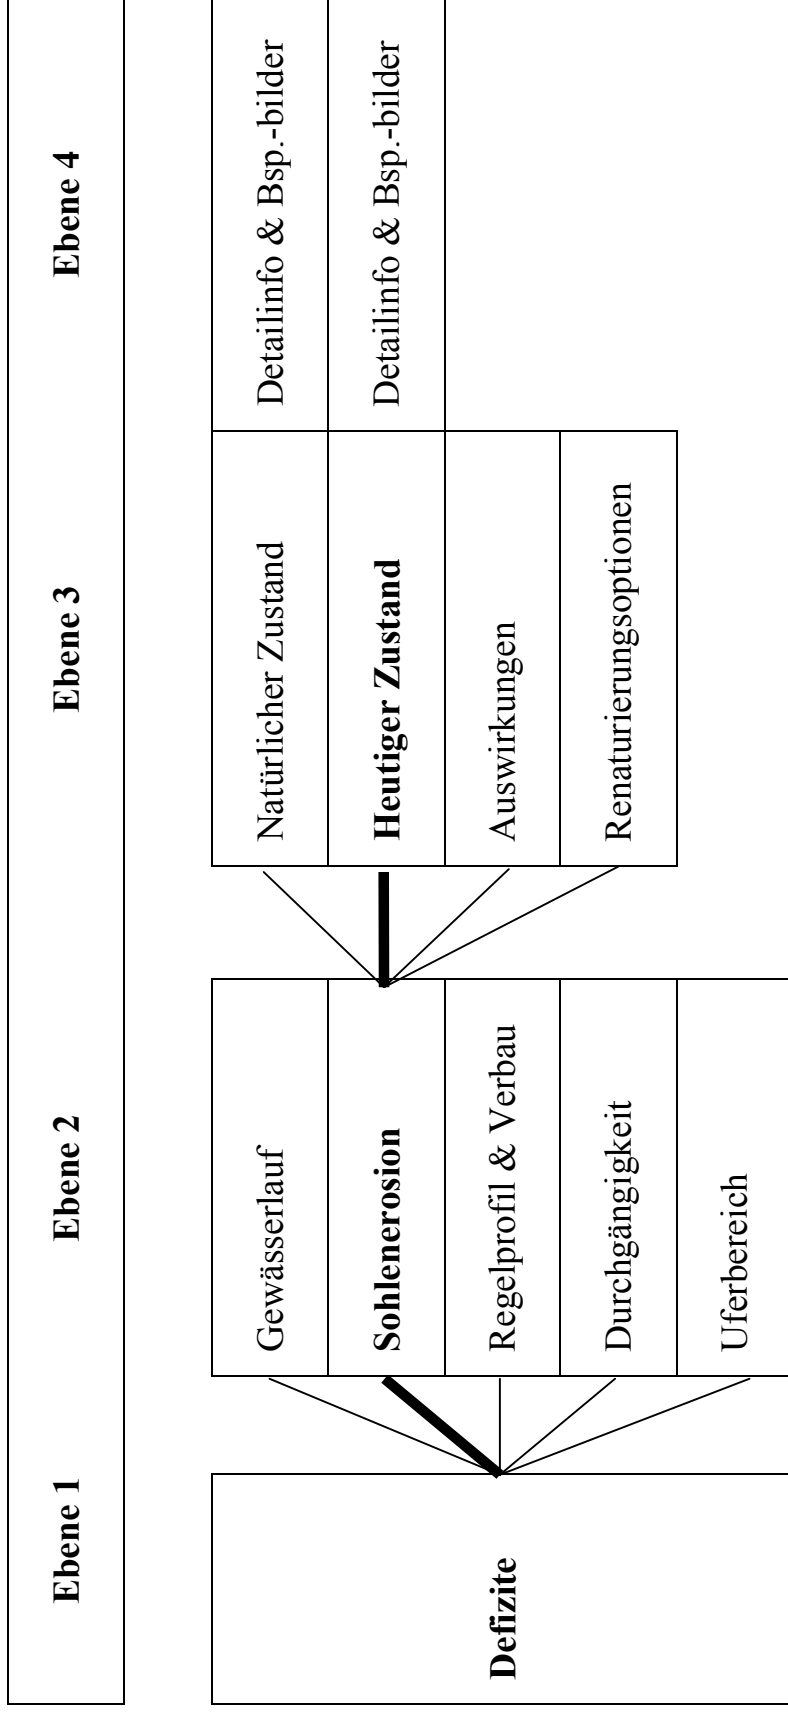 Ebene 1
Ebene 2
Ebene 3
Ebene 4
Defizite
Gewässerlauf
Sohlenerosion
Regelprofil & Verbau
Durchgängigkeit
Uferbereich
Natürlicher Zustand
Heutiger Zustand
Auswirkungen
Renaturierungsoptionen
Detailinfo & Bsp.-bilder
Detailinfo & Bsp.-bilder